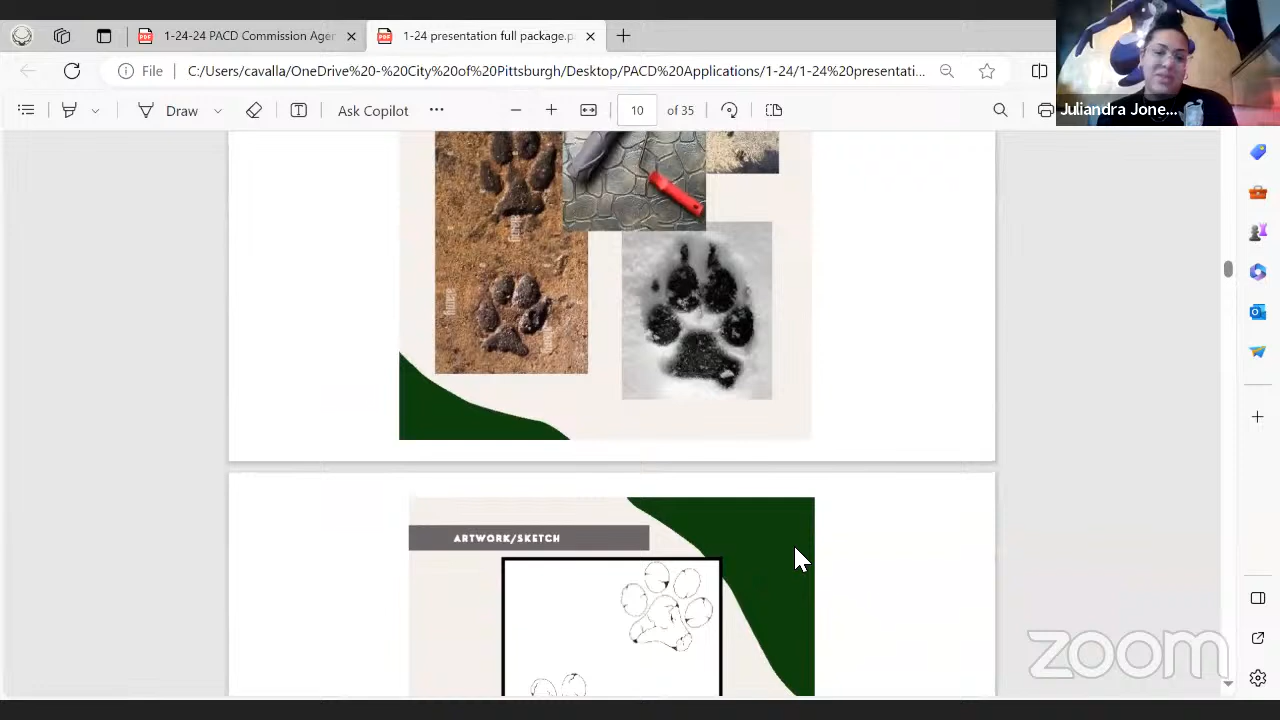 1-24-24 PACD Commission Ager
1-24 presentation full package.p
File
C:/Users/cavalla/OneDrive%20-%20City%20of%20Pittsburgh/Desktop/PACD%20Applications/1-24/1-24%20presentati...
Draw
Ask Copilot
10
of 35
Juliandra Jone...
ARTWORK/SKETCH
zoom